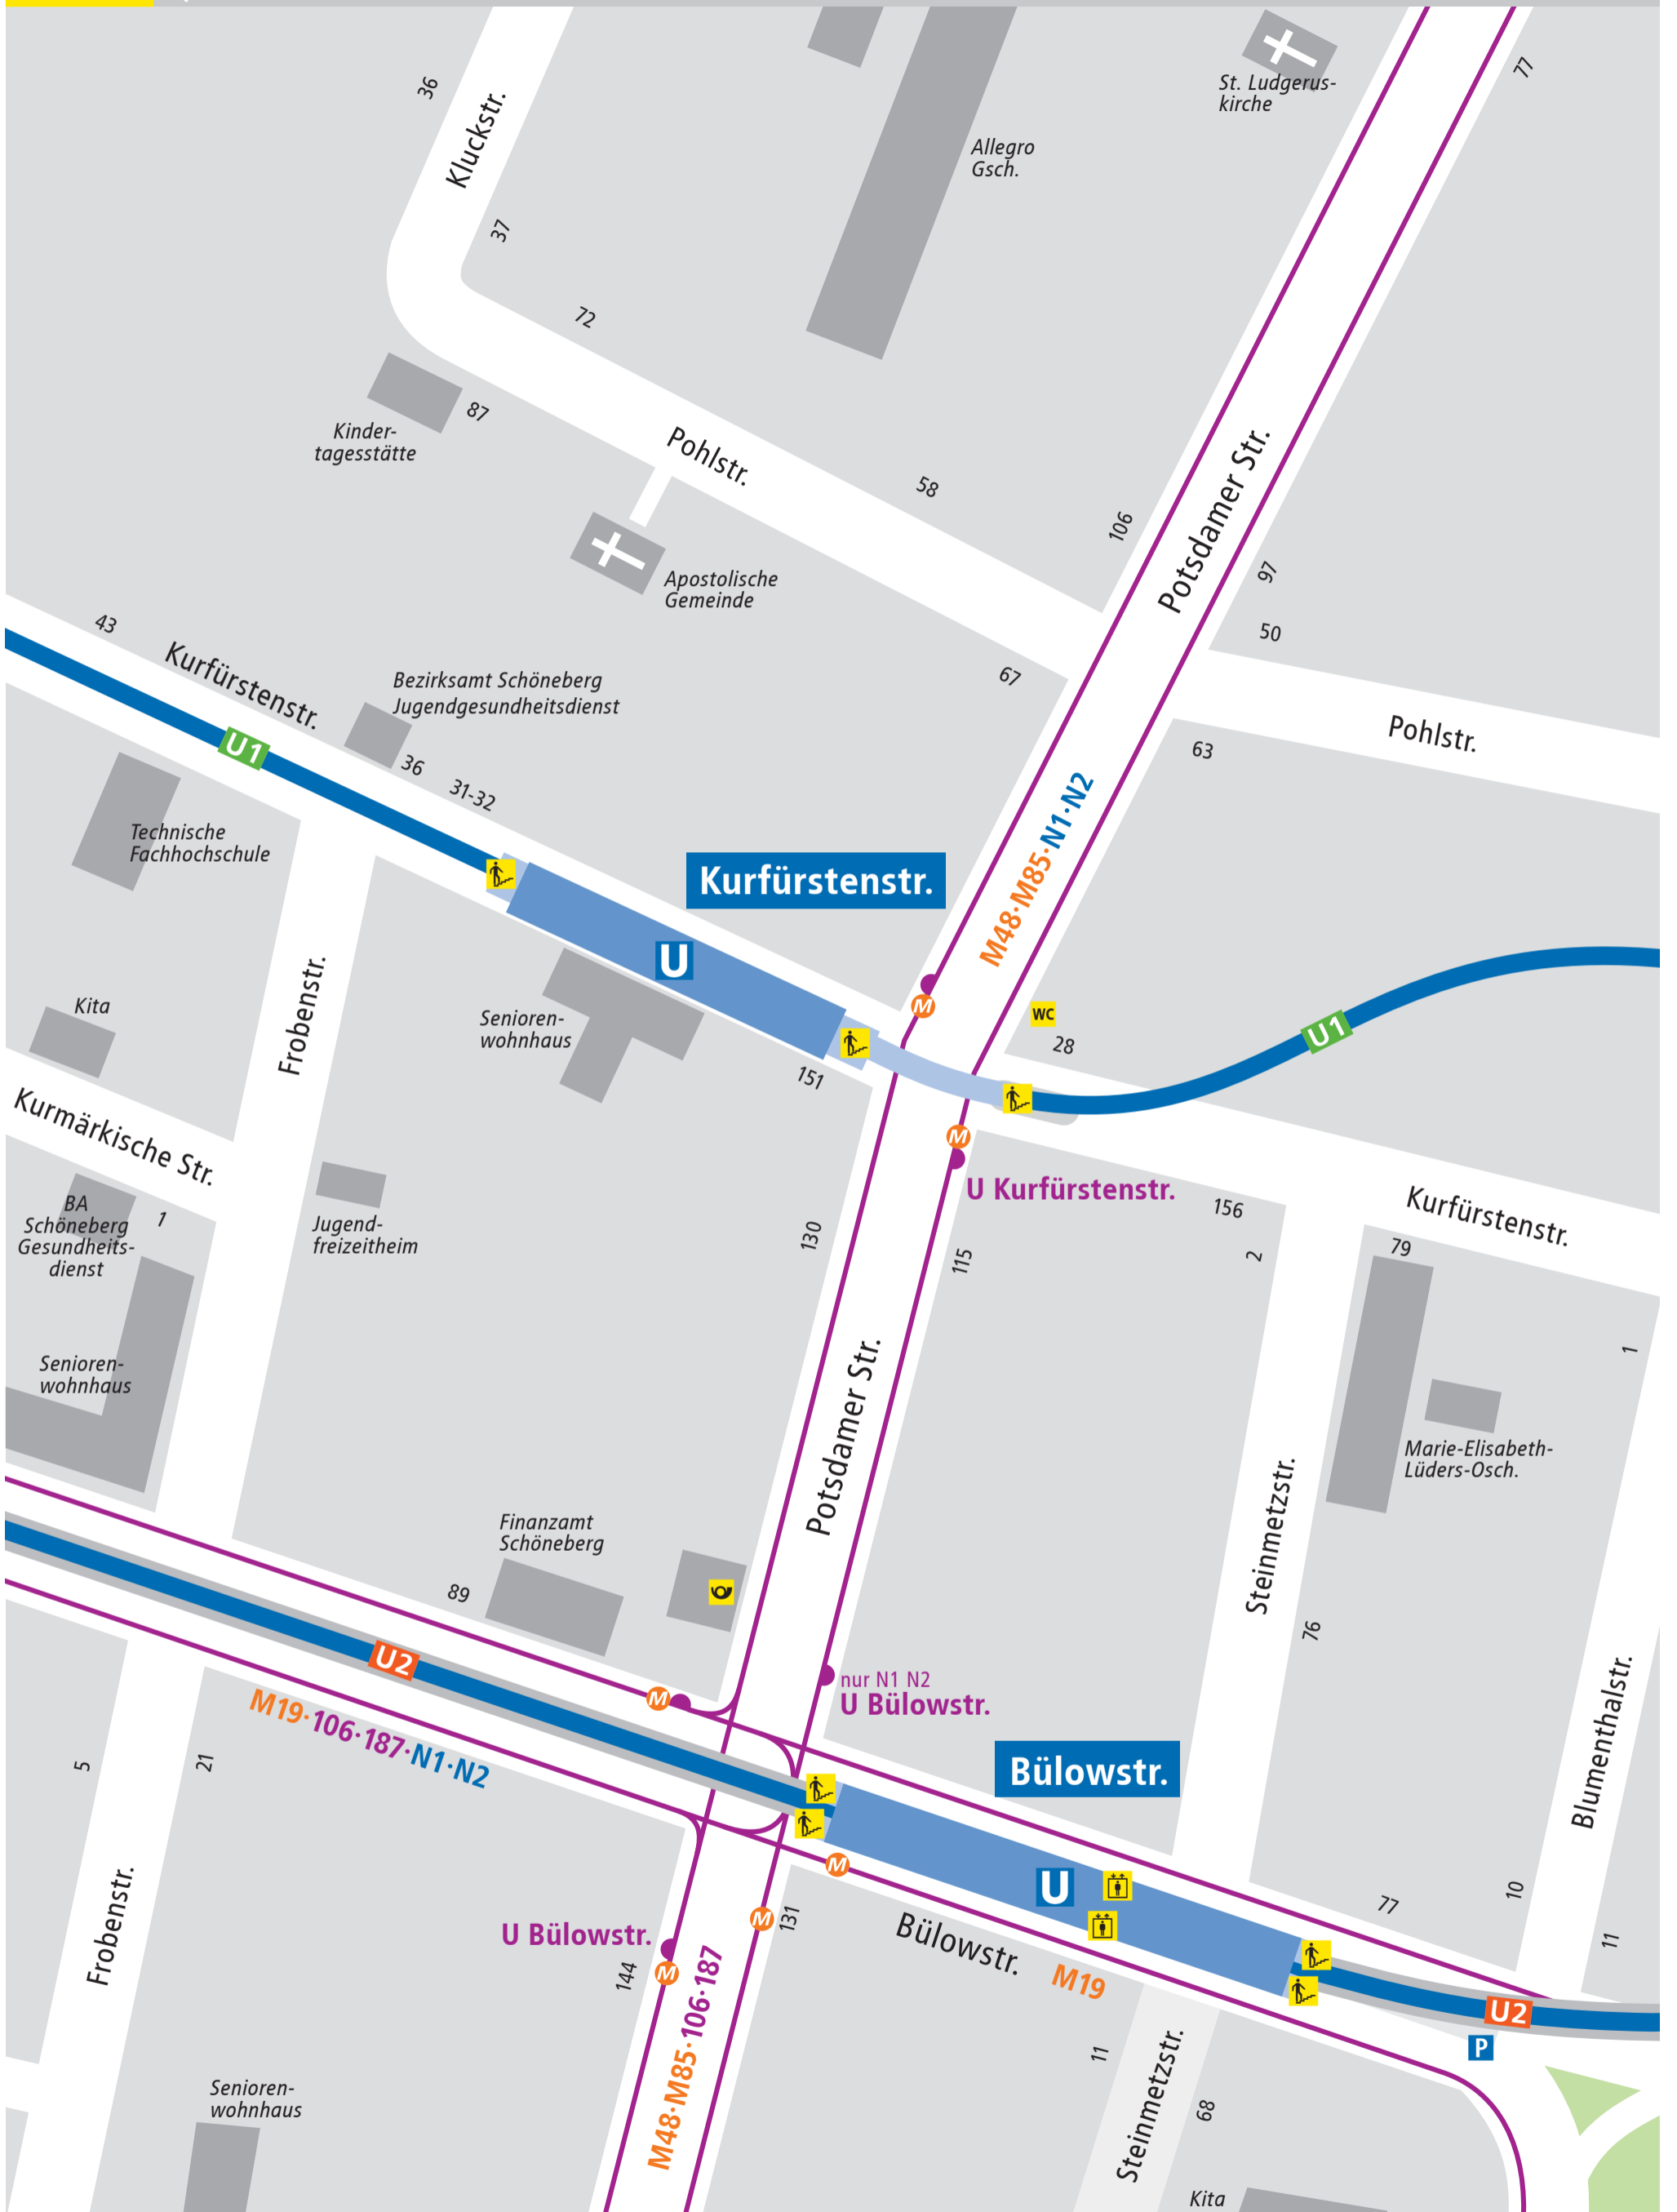 36
Kluckstr.
37
72
87
Kinder-
tagesstätte
Pohlstr.
58
Apostolische
Gemeinde
67
Allegro
Gsch.
St. Ludgerus-
kirche
77
106
Potsdamer Str.
97
50
Pohlstr.
63
43
Kurfürstenstr.
U1
Bezirksamt Schöneberg
Jugendgesundheitsdienst
36
31-32
Technische
Fachhochschule
Kurfürstenstr.
M48·M85·N1·N2
U
M
WC
28
U1
Kita
Frobenstr.
Senioren-
wohnhaus
151
M
U Kurfürstenstr.
Kurmärkische Str.
BA
Schöneberg
Gesundheits-
dienst
1
Jugend-
freizeitheim
130
115
156
2
Kurfürstenstr.
79
1
Senioren-
wohnhaus
Potsdamer Str.
Marie-Elisabeth-
Lüders-Osch.
Steinmetzstr.
76
Finanzamt
Schöneberg
89
U2
M
nur N1 N2
U Bülowstr.
M19·106·187·N1·N2
Bülowstr.
Blumenthalstr.
5
21
M
U
77
10
11
Frobenstr.
U Bülowstr.
M
131
144
M
Bülowstr.
M19
U2
P
M48·M85·106·187
11
Steinmetzstr.
68
Senioren-
wohnhaus
Kita